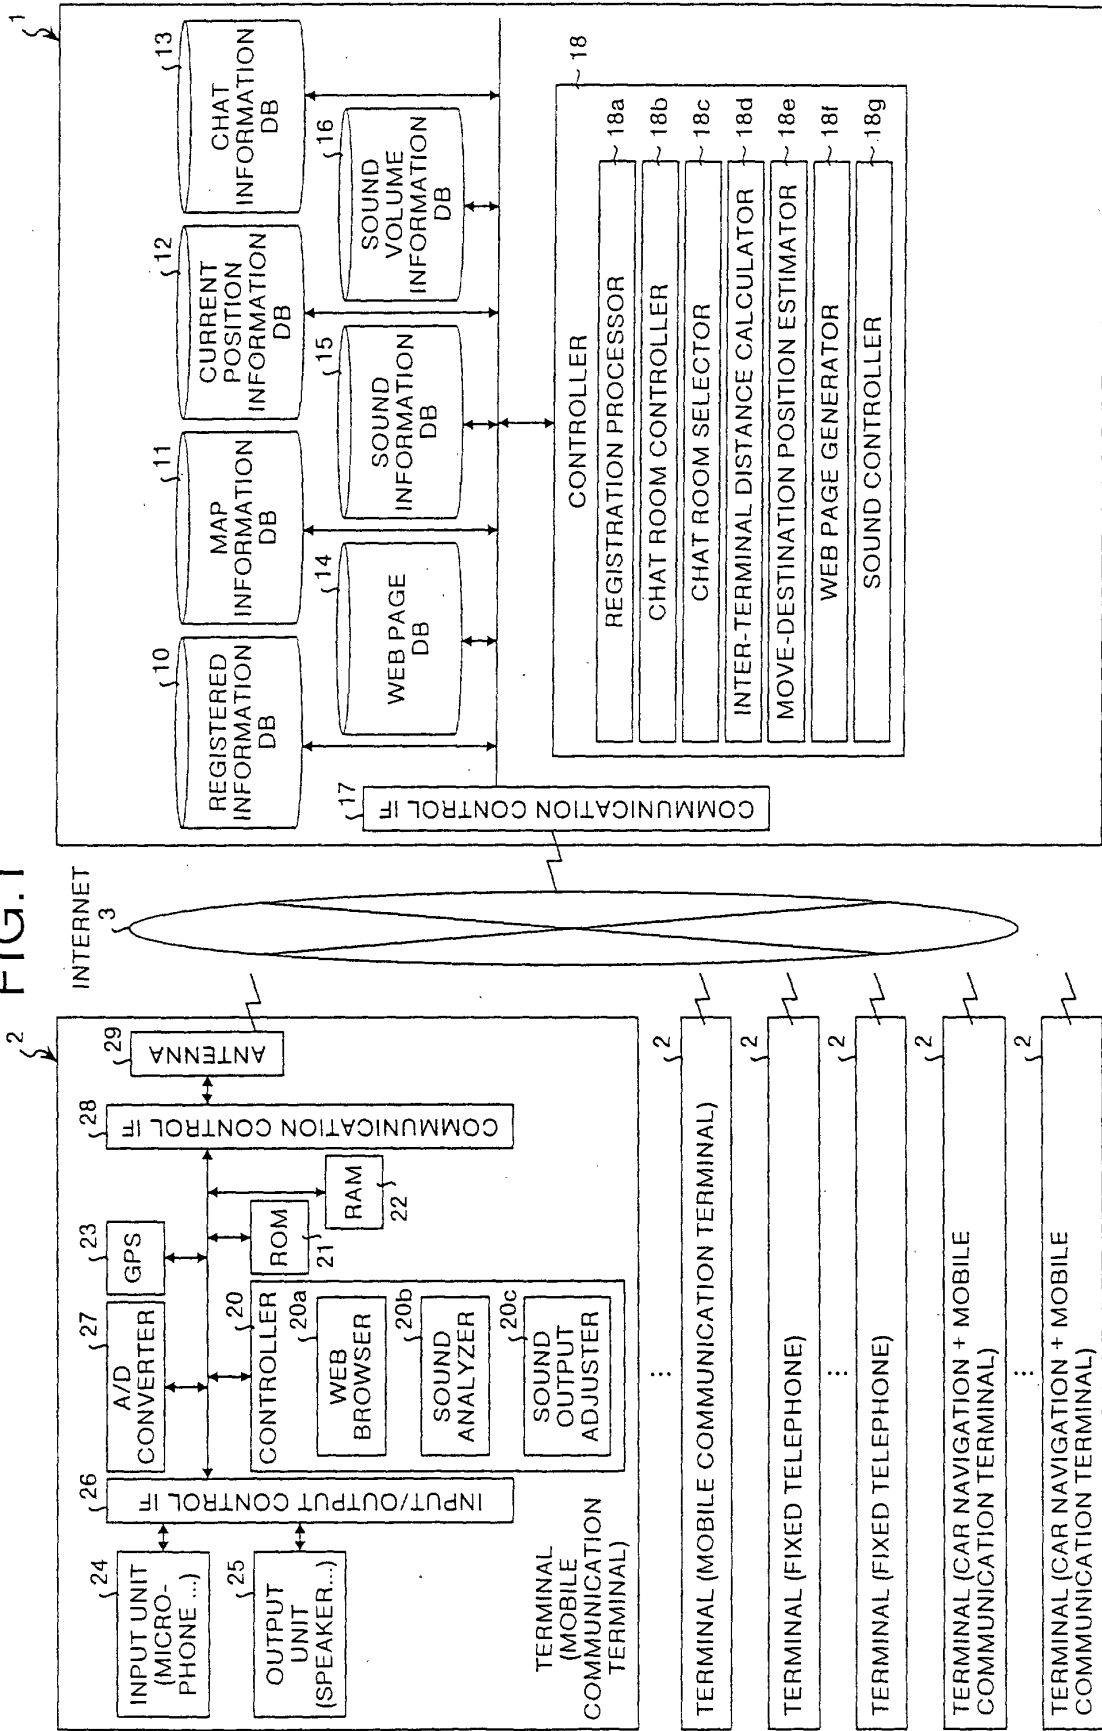 FIG.1
2
24
INPUT UNIT
(MICRO-
PHONE ...)
25
OUTPUT
UNIT
(SPEAKER...)
26
INPUT/OUTPUT CONTROL IF
27
A/D
CONVERTER
23
GPS
20
CONTROLLER
20a
WEB
BROWSER
20b
SOUND
ANALYZER
20c
SOUND
OUTPUT
ADJUSTER
ROM
21
RAM
22
28
COMMUNICATION CONTROL IF
29
ANTENNA
TERMINAL
(MOBILE
COMMUNICATION
TERMINAL)
...
2
TERMINAL (MOBILE COMMUNICATION TERMINAL)
2
TERMINAL (FIXED TELEPHONE)
...
2
TERMINAL (FIXED TELEPHONE)
2
TERMINAL (CAR NAVIGATION + MOBILE
COMMUNICATION TERMINAL)
...
2
TERMINAL (CAR NAVIGATION + MOBILE
COMMUNICATION TERMINAL)
INTERNET
3
1
10
REGISTERED
INFORMATION
DB
11
MAP
INFORMATION
DB
12
CURRENT
POSITION
INFORMATION
DB
13
CHAT
INFORMATION
DB
14
WEB PAGE
DB
15
SOUND
INFORMATION
DB
16
SOUND
VOLUME
INFORMATION
DB
17
COMMUNICATION CONTROL IF
18
CONTROLLER
REGISTRATION PROCESSOR 18a
CHAT ROOM CONTROLLER 18b
CHAT ROOM SELECTOR 18c
INTER-TERMINAL DISTANCE CALCULATOR 18d
MOVE-DESTINATION POSITION ESTIMATOR 18e
WEB PAGE GENERATOR 18f
SOUND CONTROLLER 18g